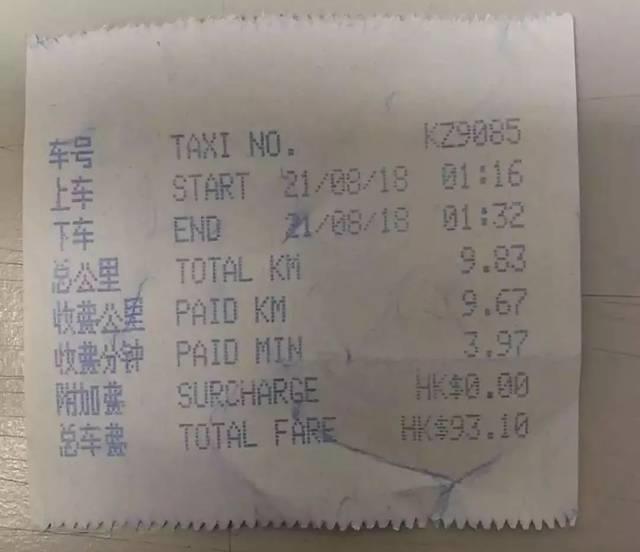 车号 TAXI NO. KZ9085
上车 START 21/08/18 01:16
下车 END 21/08/18 01:32
总公里 TOTAL KM 9.83
收费公里 PAID KM 9.67
收费分钟 PAID MIN 3.97
附加费 SURCHARGE HK$0.00
总车费 TOTAL FARE HK$93.10